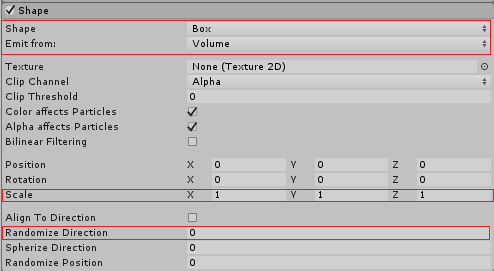 Shape
Shape Box
Emit from: Volume
Texture None (Texture 2D)
Clip Channel Alpha
Clip Threshold 0
Color affects Particles
Alpha affects Particles
Bilinear Filtering
Position X 0 Y 0 Z 0
Rotation X 0 Y 0 Z 0
Scale X 1 Y 1 Z 1
Align To Direction
Randomize Direction 0
Spherize Direction 0
Randomize Position 0